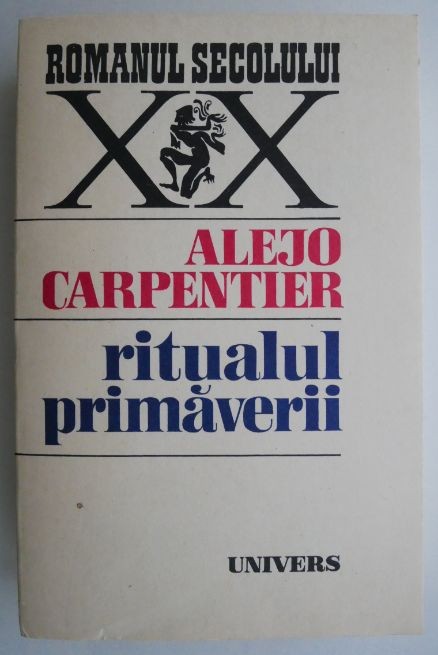 ROMANUL SECOLULUI
XX
ALEJO
CARPENTIER
ritualul
primăverii
UNIVERS